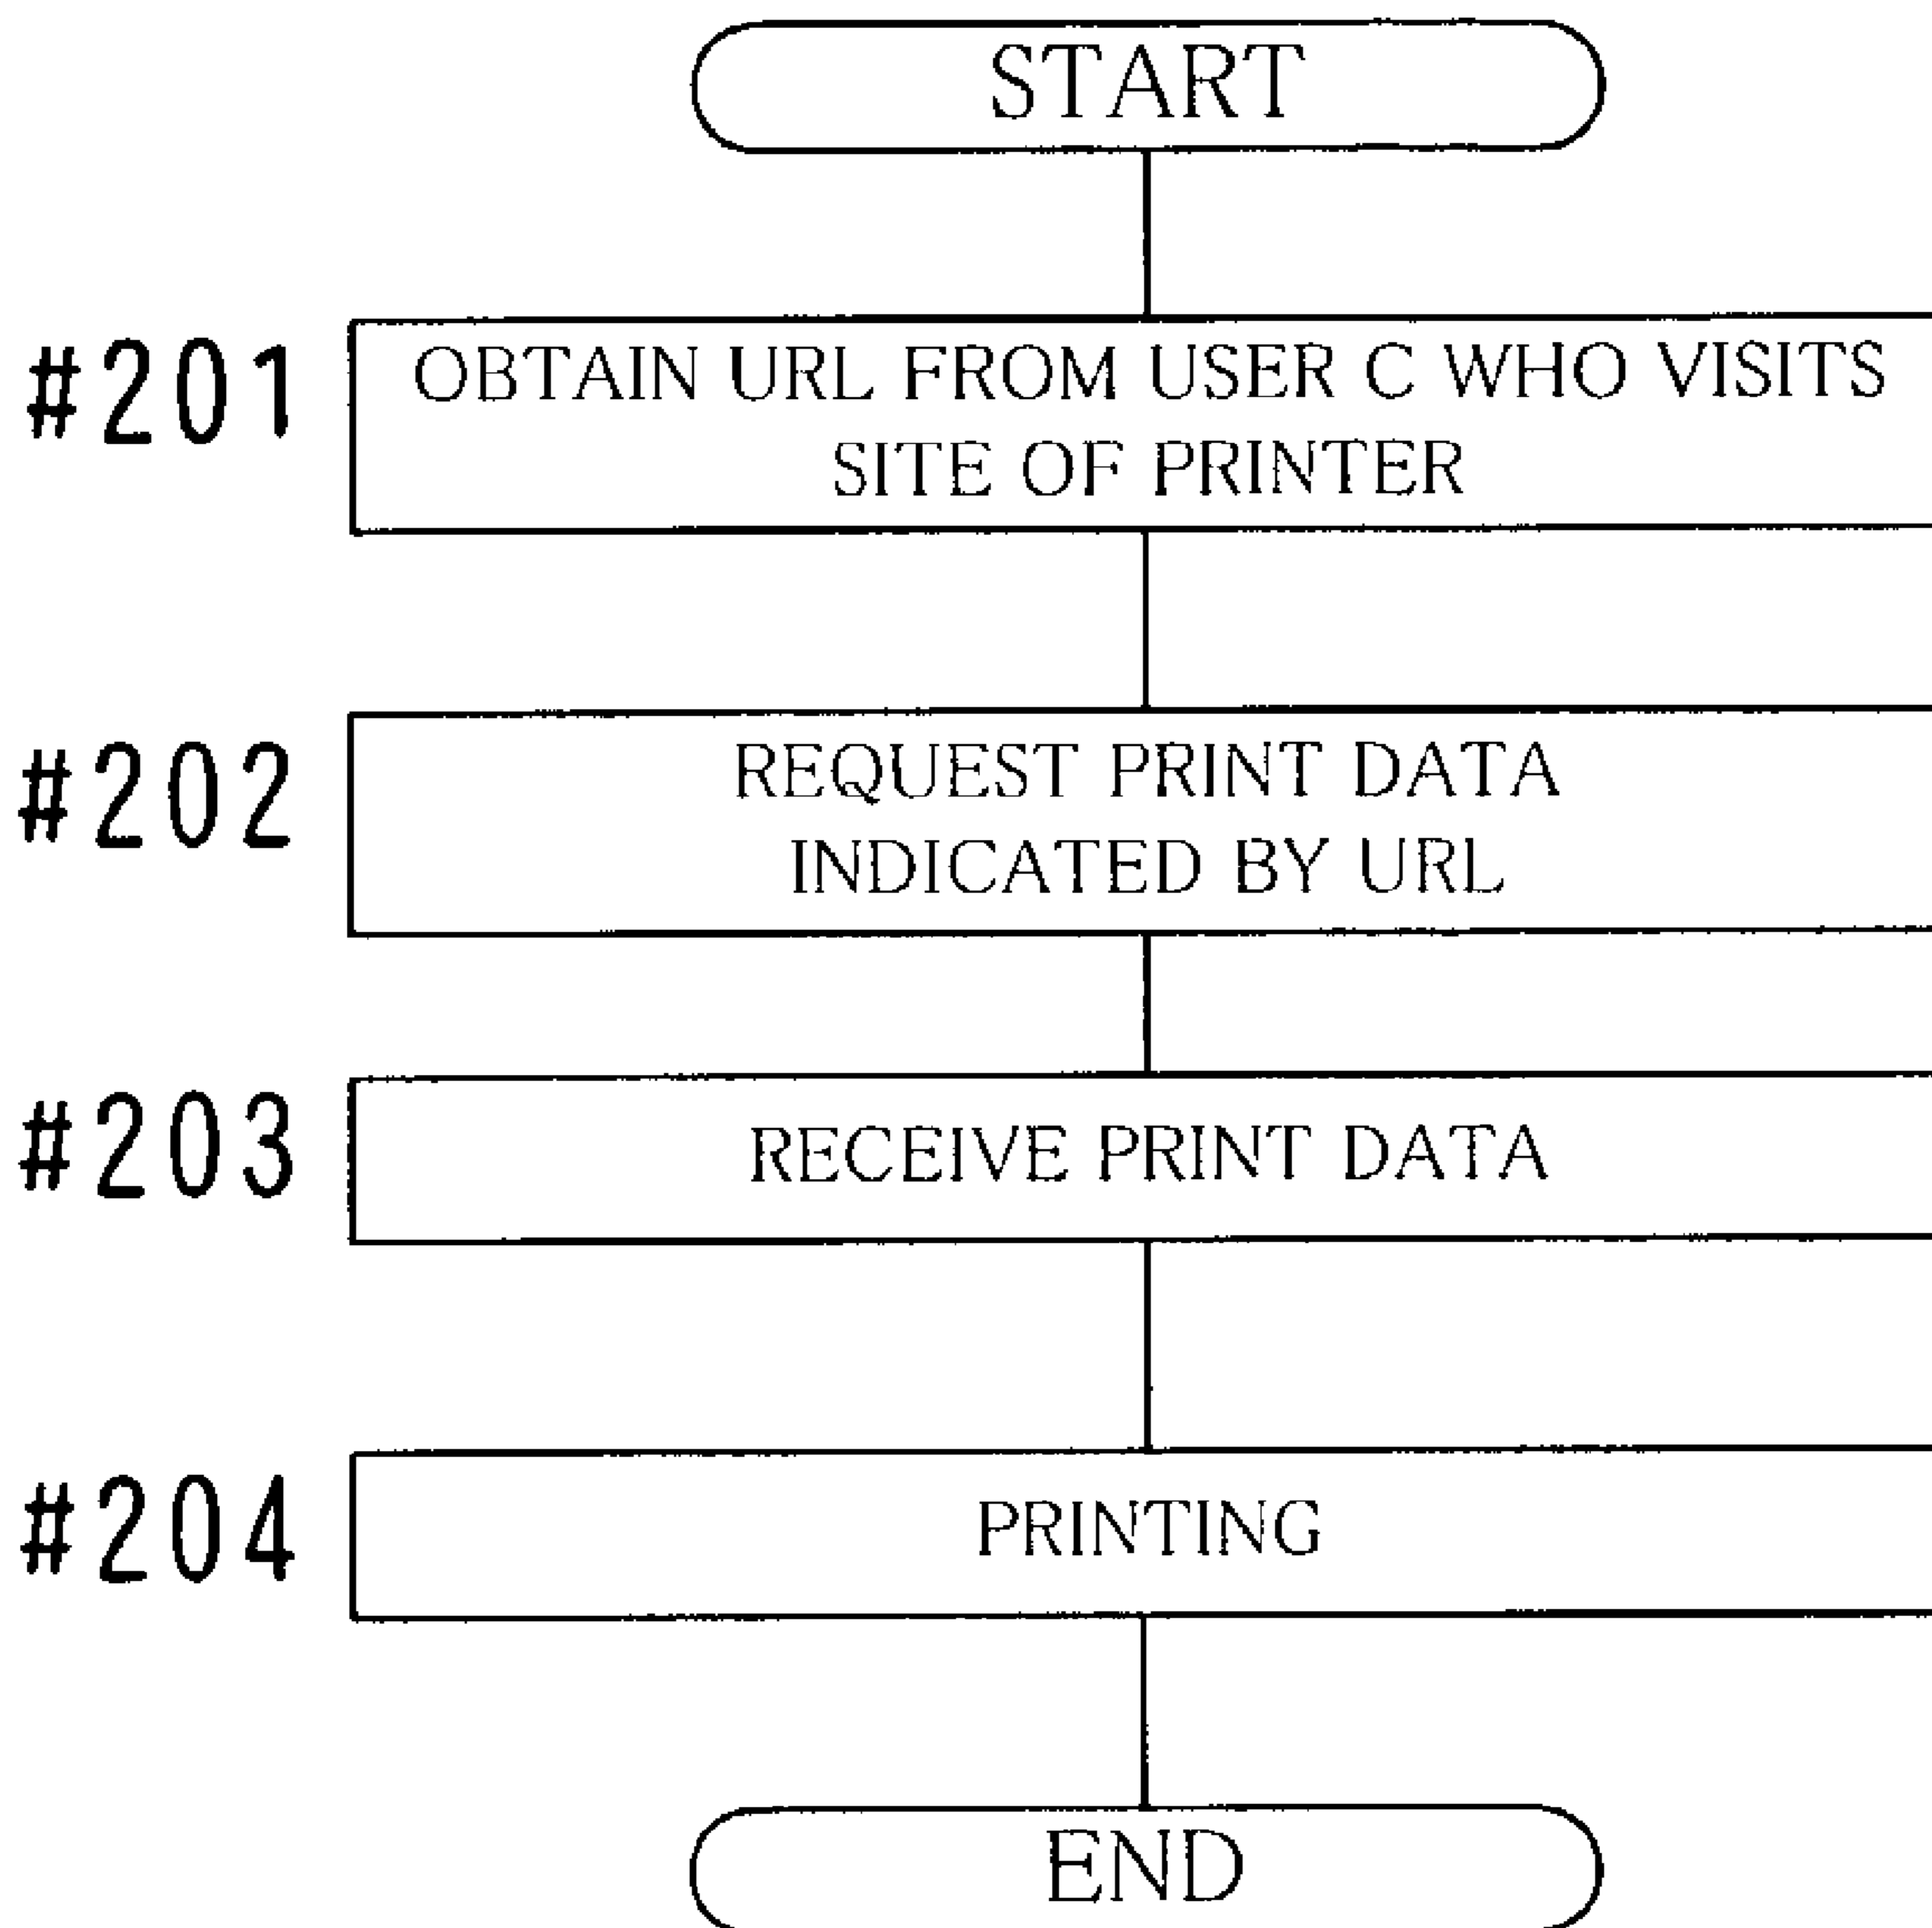 START
#201
OBTAIN URL FROM USER C WHO VISITS
SITE OF PRINTER
#202
REQUEST PRINT DATA
INDICATED BY URL
#203
RECEIVE PRINT DATA
#204
PRINTING
END